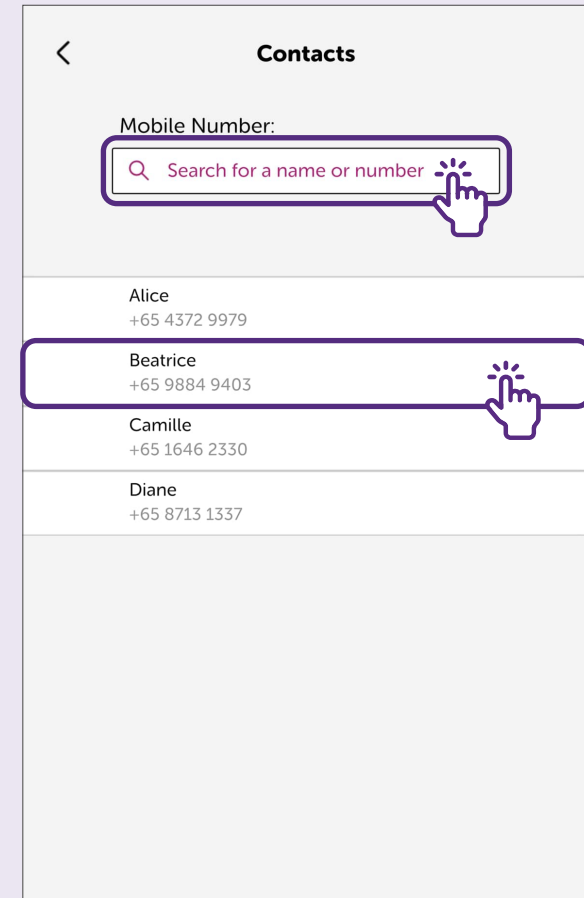 Contacts
Mobile Number:
Search for a name or number
Alice
+65 4372 9979
Beatrice
+65 9884 9403
Camille
+65 1646 2330
Diane
+65 8713 1337